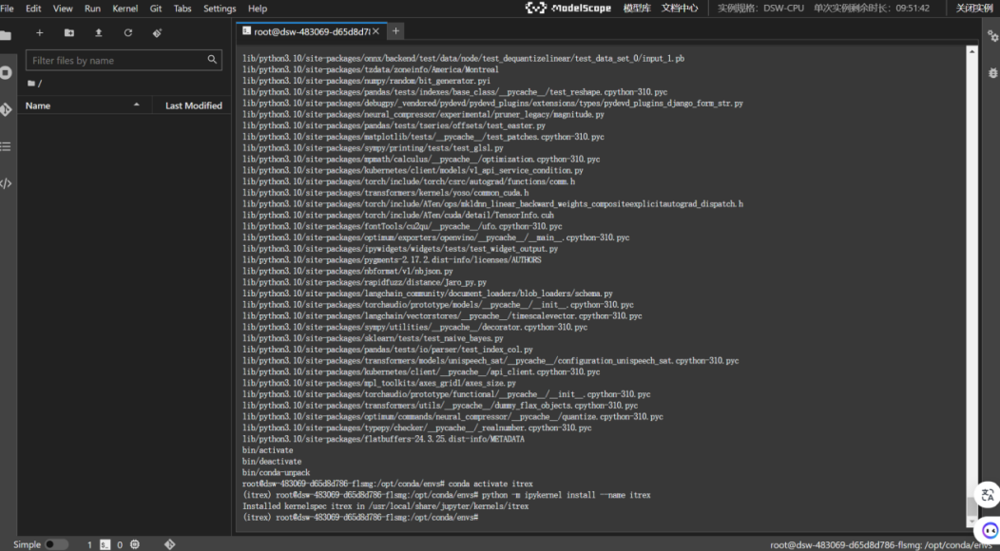 File Edit View Run Kernel Git Tabs Settings Help
ModelScope 模型库 文档中心 实例规格：DSW-CPU 单次实例剩余时长：09:51:42 关闭实例
Filter files by name
/
Name Last Modified
root@dsw-483069-d65d8d7
lib/python3.10/site-packages/onnx/backend/test/data/node/test_dequantizelinear/test_data_set_0/input_1.pb
lib/python3.10/site-packages/tzdata/zoneinfo/America/Montreal
lib/python3.10/site-packages/numpy/random/bit_generator.pyi
lib/python3.10/site-packages/pandas/tests/indexes/base_class/__pycache__/test_reshape.cpython-310.pyc
lib/python3.10/site-packages/debugpy/_vendored/pydevd/pydevd_plugins/extensions/types/pydevd_plugins_django_form_str.py
lib/python3.10/site-packages/neural_compressor/experimental/pruner_legacy/magnitude.py
lib/python3.10/site-packages/pandas/tests/tseries/offsets/test_easter.py
lib/python3.10/site-packages/matplotlib/tests/__pycache__/test_patches.cpython-310.pyc
lib/python3.10/site-packages/sympy/printing/tests/test_glsl.py
lib/python3.10/site-packages/mpmath/calculus/__pycache__/optimization.cpython-310.pyc
lib/python3.10/site-packages/kubernetes/client/models/v1_api_service_condition.py
lib/python3.10/site-packages/torch/include/torch/csrc/autograd/functions/comm.h
lib/python3.10/site-packages/transformers/kernels/yoso/common_cuda.h
lib/python3.10/site-packages/torch/include/ATen/ops/mkldnn_linear_backward_weights_compositeexplicitautograd_dispatch.h
lib/python3.10/site-packages/torch/include/ATen/cuda/detail/TensorInfo.cuh
lib/python3.10/site-packages/fontTools/cu2qu/__pycache__/ufo.cpython-310.pyc
lib/python3.10/site-packages/optimum/exporters/openvino/__pycache__/__main__.cpython-310.pyc
lib/python3.10/site-packages/ipywidgets/widgets/tests/test_widget_output.py
lib/python3.10/site-packages/pygments-2.17.2.dist-info/licenses/AUTHORS
lib/python3.10/site-packages/nbformat/v1/nbjson.py
lib/python3.10/site-packages/rapidfuzz/distance/Jaro_py.py
lib/python3.10/site-packages/langchain_community/document_loaders/blob_loaders/schema.py
lib/python3.10/site-packages/torchaudio/prototype/models/__pycache__/__init__.cpython-310.pyc
lib/python3.10/site-packages/langchain/vectorstores/__pycache__/timescalevector.cpython-310.pyc
lib/python3.10/site-packages/sympy/utilities/__pycache__/decorator.cpython-310.pyc
lib/python3.10/site-packages/sklearn/tests/test_naive_bayes.py
lib/python3.10/site-packages/pandas/tests/io/parser/test_index_col.py
lib/python3.10/site-packages/transformers/models/unispeech_sat/__pycache__/configuration_unispeech_sat.cpython-310.pyc
lib/python3.10/site-packages/kubernetes/client/__pycache__/api_client.cpython-310.pyc
lib/python3.10/site-packages/mpl_toolkits/axes_grid1/axes_size.py
lib/python3.10/site-packages/torchaudio/prototype/functional/__pycache__/__init__.cpython-310.pyc
lib/python3.10/site-packages/transformers/utils/__pycache__/dummy_flax_objects.cpython-310.pyc
lib/python3.10/site-packages/optimum/commands/neural_compressor/__pycache__/quantize.cpython-310.pyc
lib/python3.10/site-packages/typepy/checker/__pycache__/_realnumber.cpython-310.pyc
lib/python3.10/site-packages/flatbuffers-24.3.25.dist-info/METADATA
bin/activate
bin/deactivate
bin/conda-unpack
root@dsw-483069-d65d8d786-flsmg:/opt/conda/envs# conda activate itrex
(itrex) root@dsw-483069-d65d8d786-flsmg:/opt/conda/envs# python -m ipykernel install --name itrex
Installed kernelspec itrex in /usr/local/share/jupyter/kernels/itrex
(itrex) root@dsw-483069-d65d8d786-flsmg:/opt/conda/envs#
Simple 1 0 root@dsw-483069-d65d8d786-flsmg: /opt/conda/envs